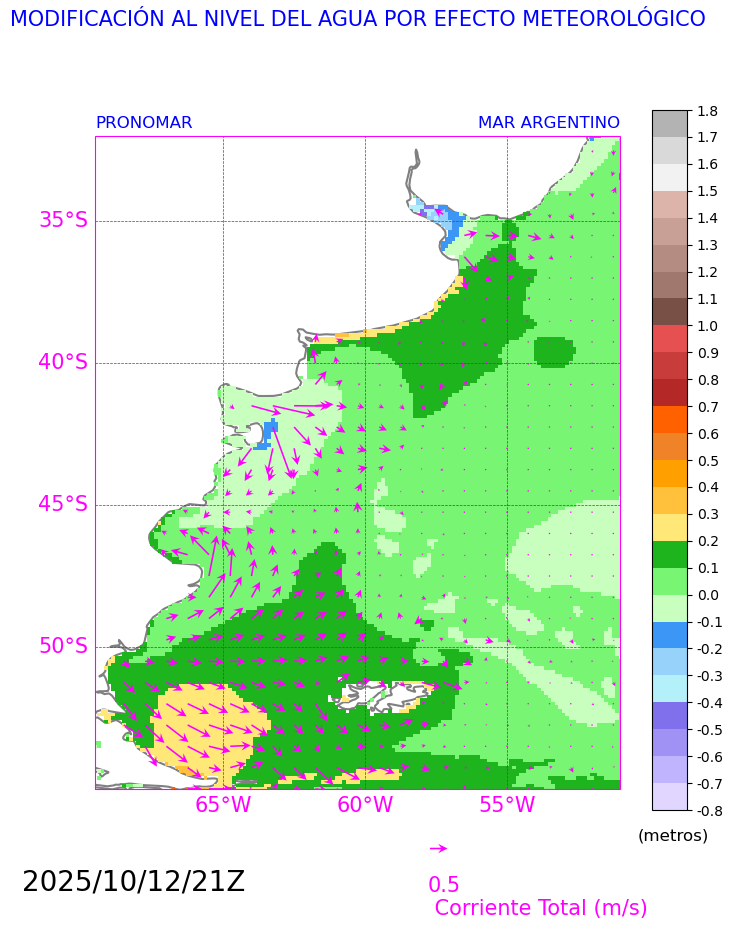 MODIFICACIÓN AL NIVEL DEL AGUA POR EFECTO METEOROLÓGICO
PRONOMAR MAR ARGENTINO
35°S
40°S
45°S
50°S
65°W 60°W 55°W
1.8
1.7
1.6
1.5
1.4
1.3
1.2
1.1
1.0
0.9
0.8
0.7
0.6
0.5
0.4
0.3
0.2
0.1
0.0
-0.1
-0.2
-0.3
-0.4
-0.5
-0.6
-0.7
-0.8
(metros)
2025/10/12/21Z
0.5
Corriente Total (m/s)